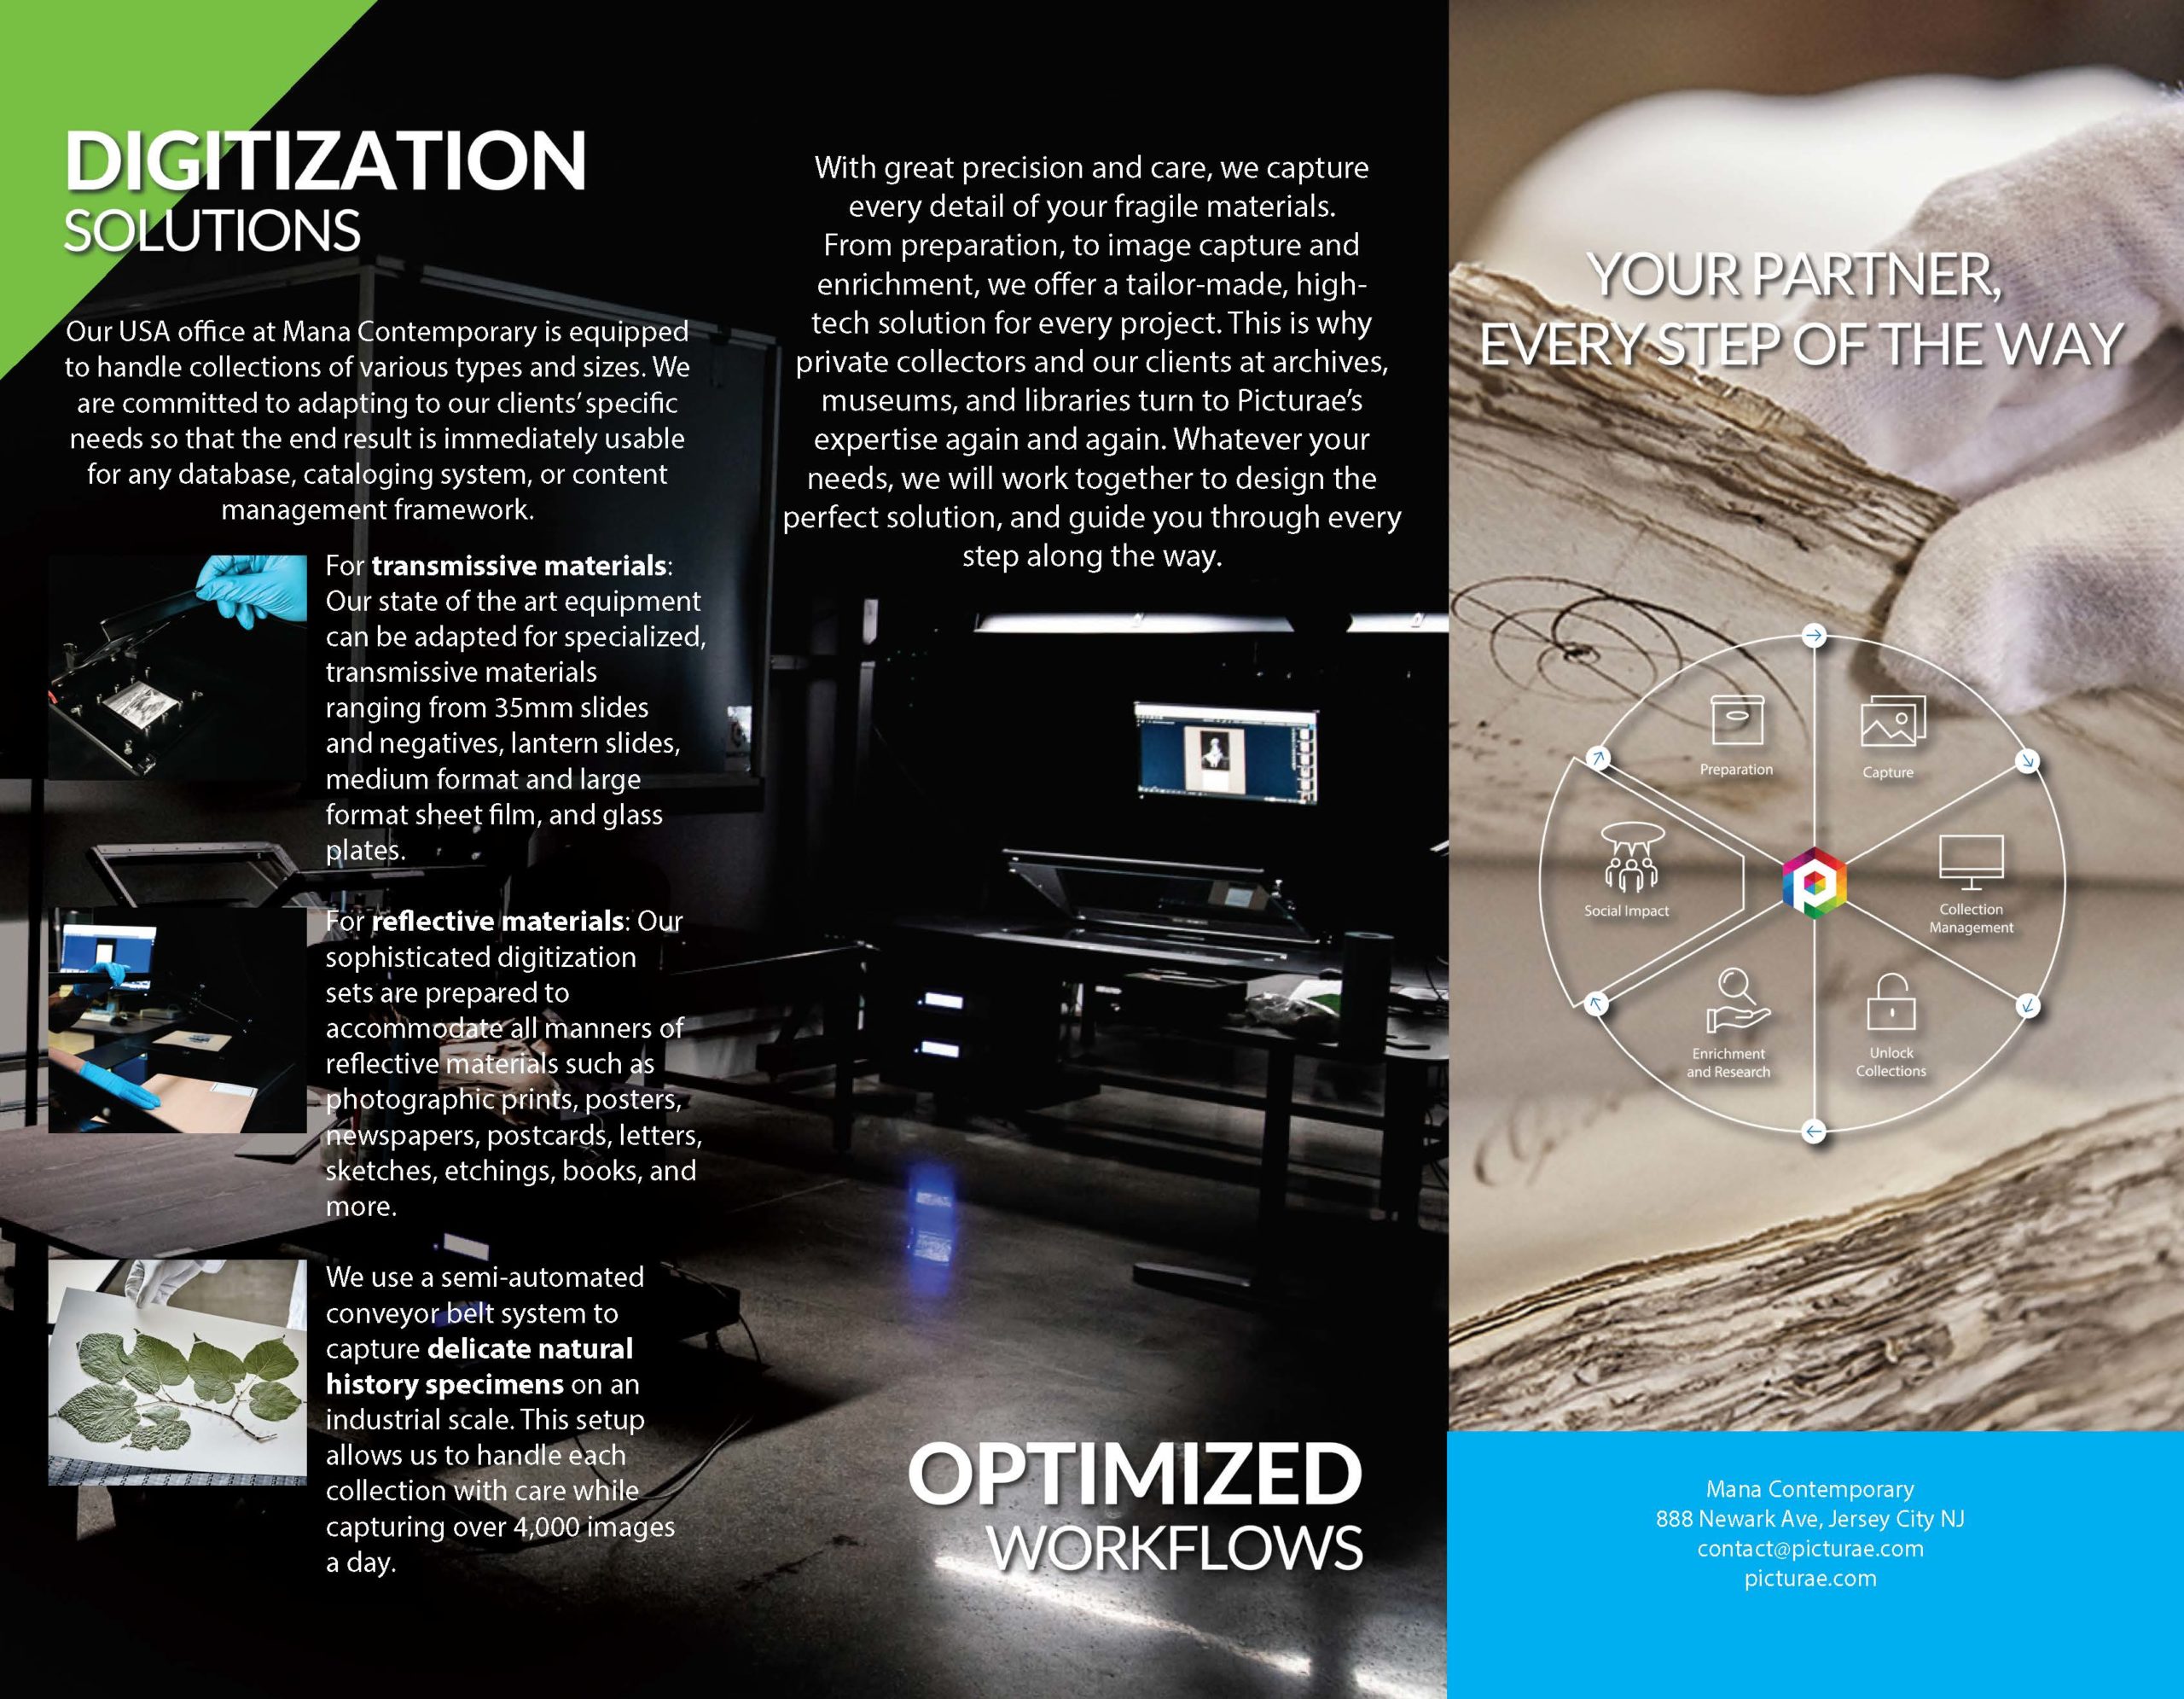 DIGITIZATION
SOLUTIONS
Our USA office at Mana Contemporary is equipped
to handle collections of various types and sizes. We
are committed to adapting to our clients' specific
needs so that the end result is immediately usable
for any database, cataloging system, or content
management framework.
For transmissive materials:
Our state of the art equipment
can be adapted for specialized,
transmissive materials
ranging from 35mm slides
and negatives, lantern slides,
medium format and large
format sheet film, and glass
plates.
For reflective materials: Our
sophisticated digitization
sets are prepared to
accommodate all manners of
reflective materials such as
photographic prints, posters,
newspapers, postcards, letters,
sketches, etchings, books, and
more.
We use a semi-automated
conveyor belt system to
capture delicate natural
history specimens on an
industrial scale. This setup
allows us to handle each
collection with care while
capturing over 4,000 images
a day.
With great precision and care, we capture
every detail of your fragile materials.
From preparation, to image capture and
enrichment, we offer a tailor-made, high-
tech solution for every project. This is why
private collectors and our clients at archives,
museums, and libraries turn to Picturae's
expertise again and again. Whatever your
needs, we will work together to design the
perfect solution, and guide you through every
step along the way.
OPTIMIZED
WORKFLOWS
YOUR PARTNER,
EVERY STEP OF THE WAY
Preparation
Capture
Social Impact
Collection
Management
Enrichment
and Research
Unlock
Collections
Mana Contemporary
888 Newark Ave, Jersey City NJ
contact@picturae.com
picturae.com